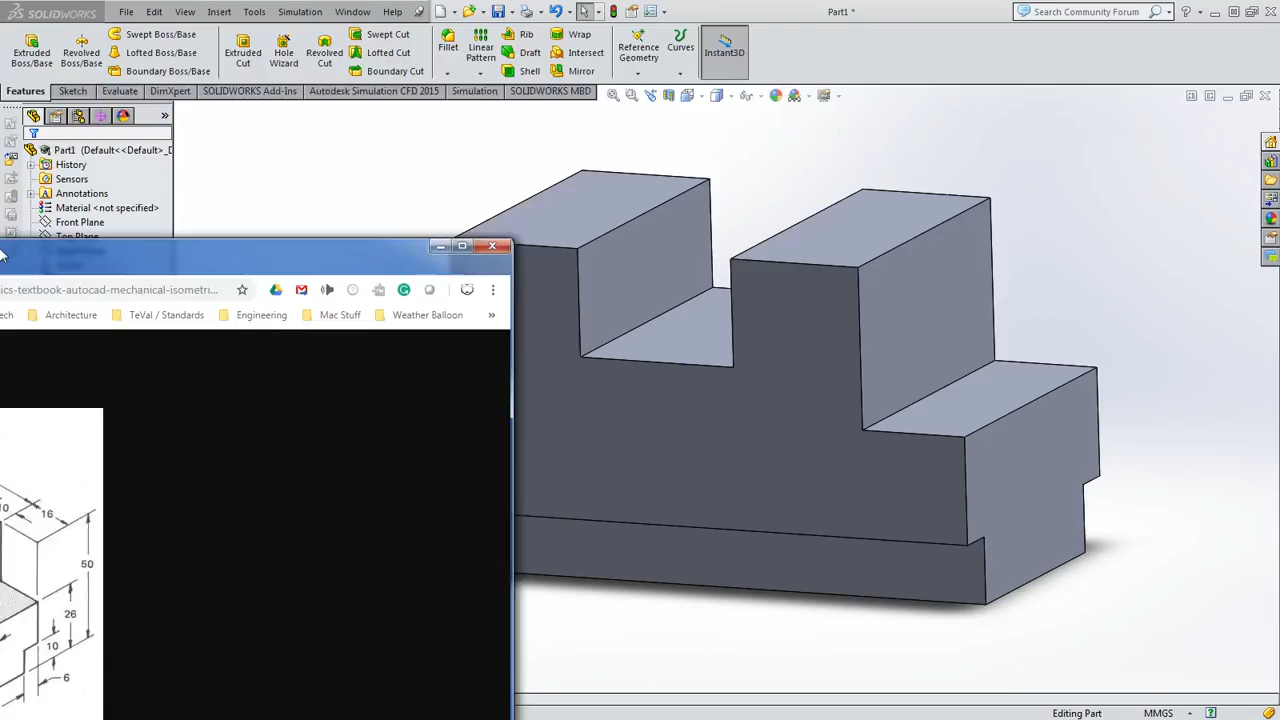 SOLIDWORKS File Edit View Insert Tools Simulation Window Help Part1 * Search Community Forum ?
Extruded Boss/Base Revolved Boss/Base Swept Boss/Base Lofted Boss/Base Boundary Boss/Base Extruded Cut Hole Wizard Revolved Cut Swept Cut Lofted Cut Boundary Cut Fillet Linear Pattern Rib Draft Shell Wrap Intersect Mirror Reference Geometry Curves Instant3D
Features Sketch Evaluate DimXpert SOLIDWORKS Add-Ins Autodesk Simulation CFD 2015 Simulation SOLIDWORKS MBD
Part1 (Default<<Default>_D
History
Sensors
A Annotations
Material <not specified>
Front Plane
Top Plane
ics-textbook-autocad-mechanical-isometri...
ech Architecture TeVal / Standards Engineering Mac Stuff Weather Balloon »
10 16
50
26
10
6
Editing Part MMGS ?